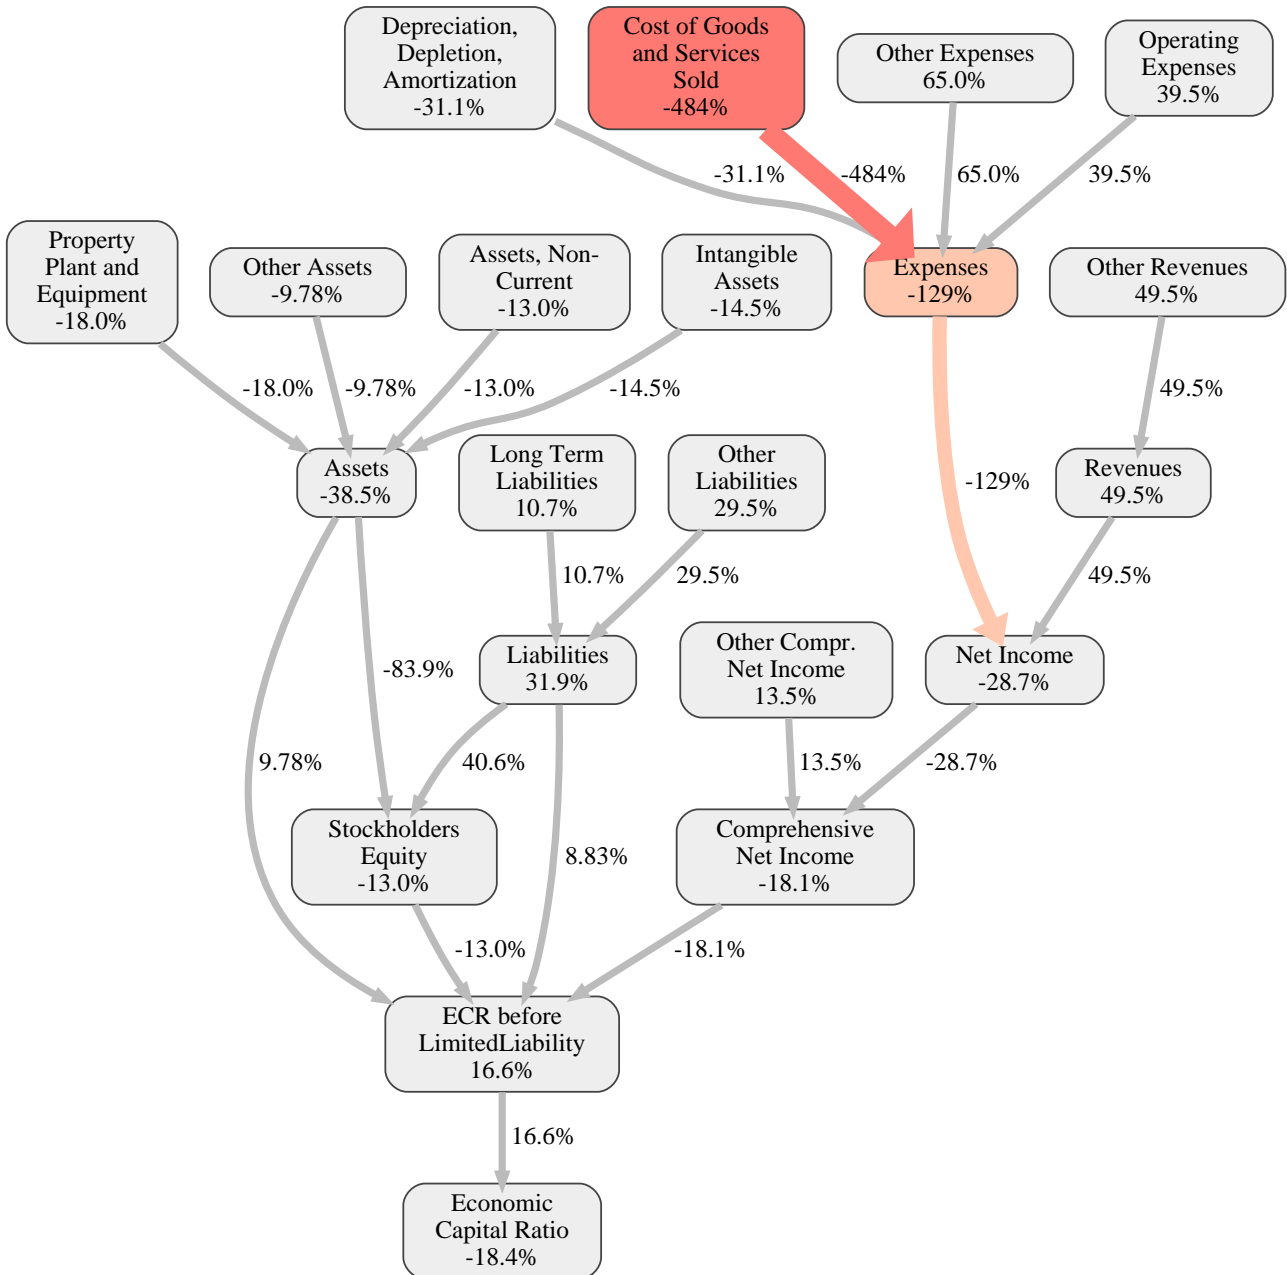 Depreciation,
Depletion,
Amortization
-31.1%
Cost of Goods
and Services
Sold
-484%
Other Expenses
65.0%
Operating
Expenses
39.5%
-31.1%
-484%
65.0%
39.5%
Property
Plant and
Equipment
-18.0%
Other Assets
-9.78%
Assets, Non-
Current
-13.0%
Intangible
Assets
-14.5%
Expenses
-129%
Other Revenues
49.5%
-18.0%
-9.78%
-13.0%
-14.5%
49.5%
Assets
-38.5%
Long Term
Liabilities
10.7%
Other
Liabilities
29.5%
-129%
Revenues
49.5%
10.7%
29.5%
49.5%
-83.9%
Liabilities
31.9%
Other Compr.
Net Income
13.5%
Net Income
-28.7%
9.78%
40.6%
13.5%
-28.7%
Stockholders
Equity
-13.0%
8.83%
Comprehensive
Net Income
-18.1%
-13.0%
-18.1%
ECR before
LimitedLiability
16.6%
16.6%
Economic
Capital Ratio
-18.4%